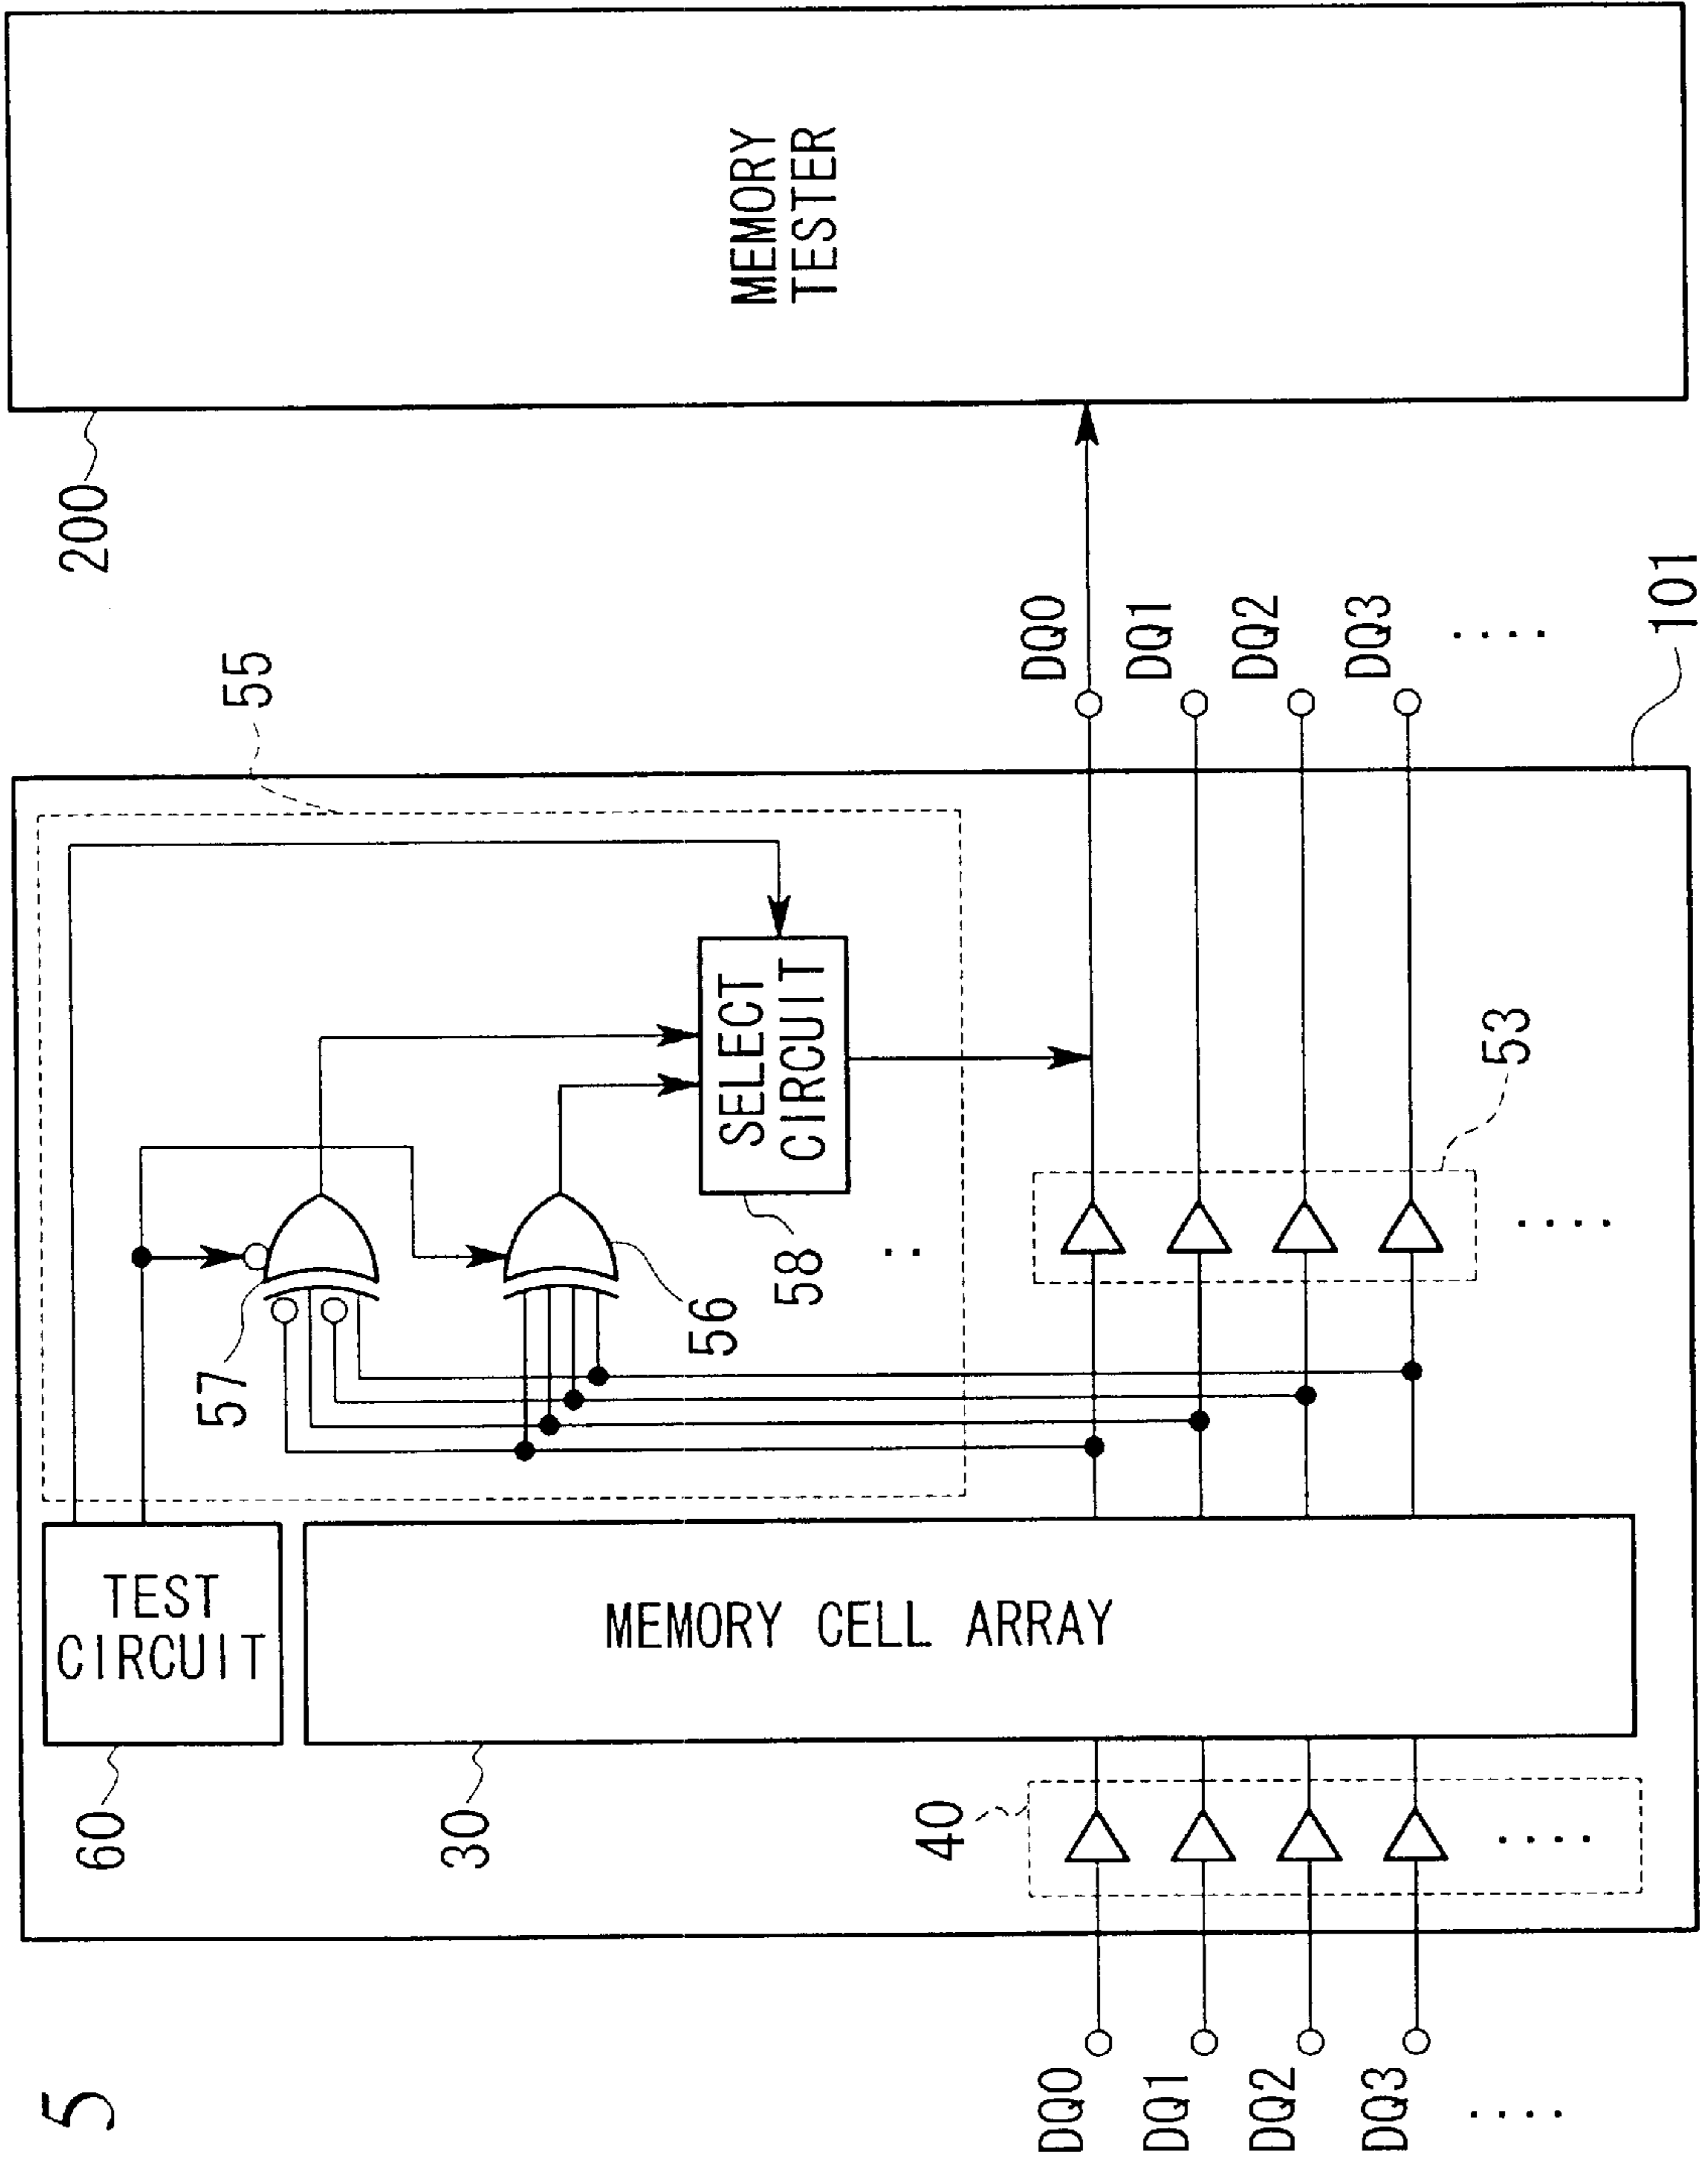 5
200
MEMORY
TESTER
101
55
57
56
SELECT
CIRCUIT
58
..
53
....
DQ0
DQ1
DQ2
DQ3
....
TEST
CIRCUIT
60
MEMORY CELL ARRAY
30
40
....
DQ0
DQ1
DQ2
DQ3
....